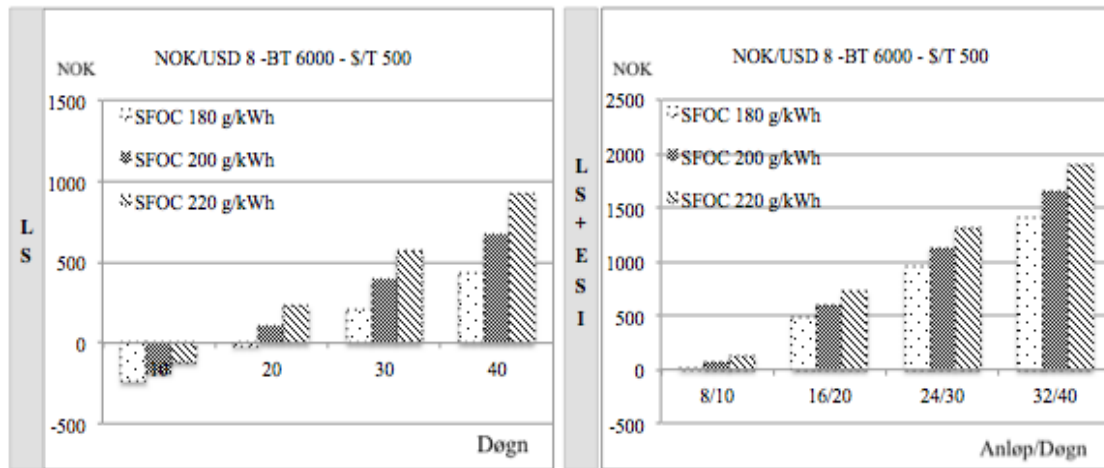 L
S
NOK/USD 8 -BT 6000 - $/T 500
NOK
1500
SFOC 180 g/kWh
SFOC 200 g/kWh
1000
SFOC 220 g/kWh
500
0
10
20
30
40
-500
Døgn
L
S
+
E
S
I
NOK/USD 8 -BT 6000 - $/T 500
NOK
2500
SFOC 180 g/kWh
2000
SFOC 200 g/kWh
1500
SFOC 220 g/kWh
1000
500
0
8/10
16/20
24/30
32/40
-500
Anløp/Døgn